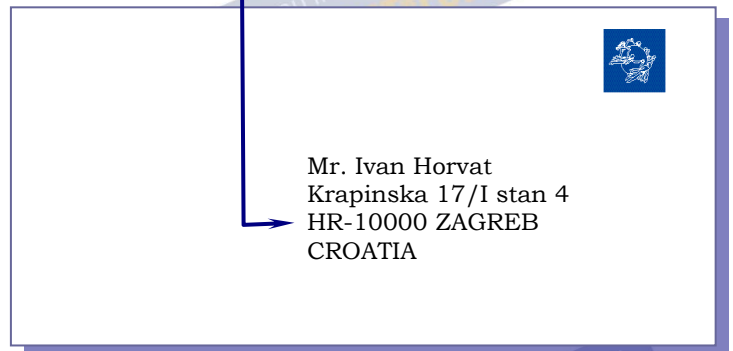 Mr. Ivan Horvat
Krapinska 17/I stan 4
HR-10000 ZAGREB
CROATIA